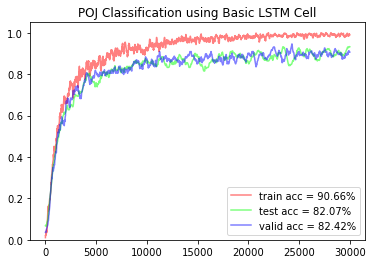 POJ Classification using Basic LSTM Cell
1.0
0.8
0.6
0.4
0.2
0.0
train acc = 90.66%
test acc = 82.07%
valid acc = 82.42%
0 5000 10000 15000 20000 25000 30000